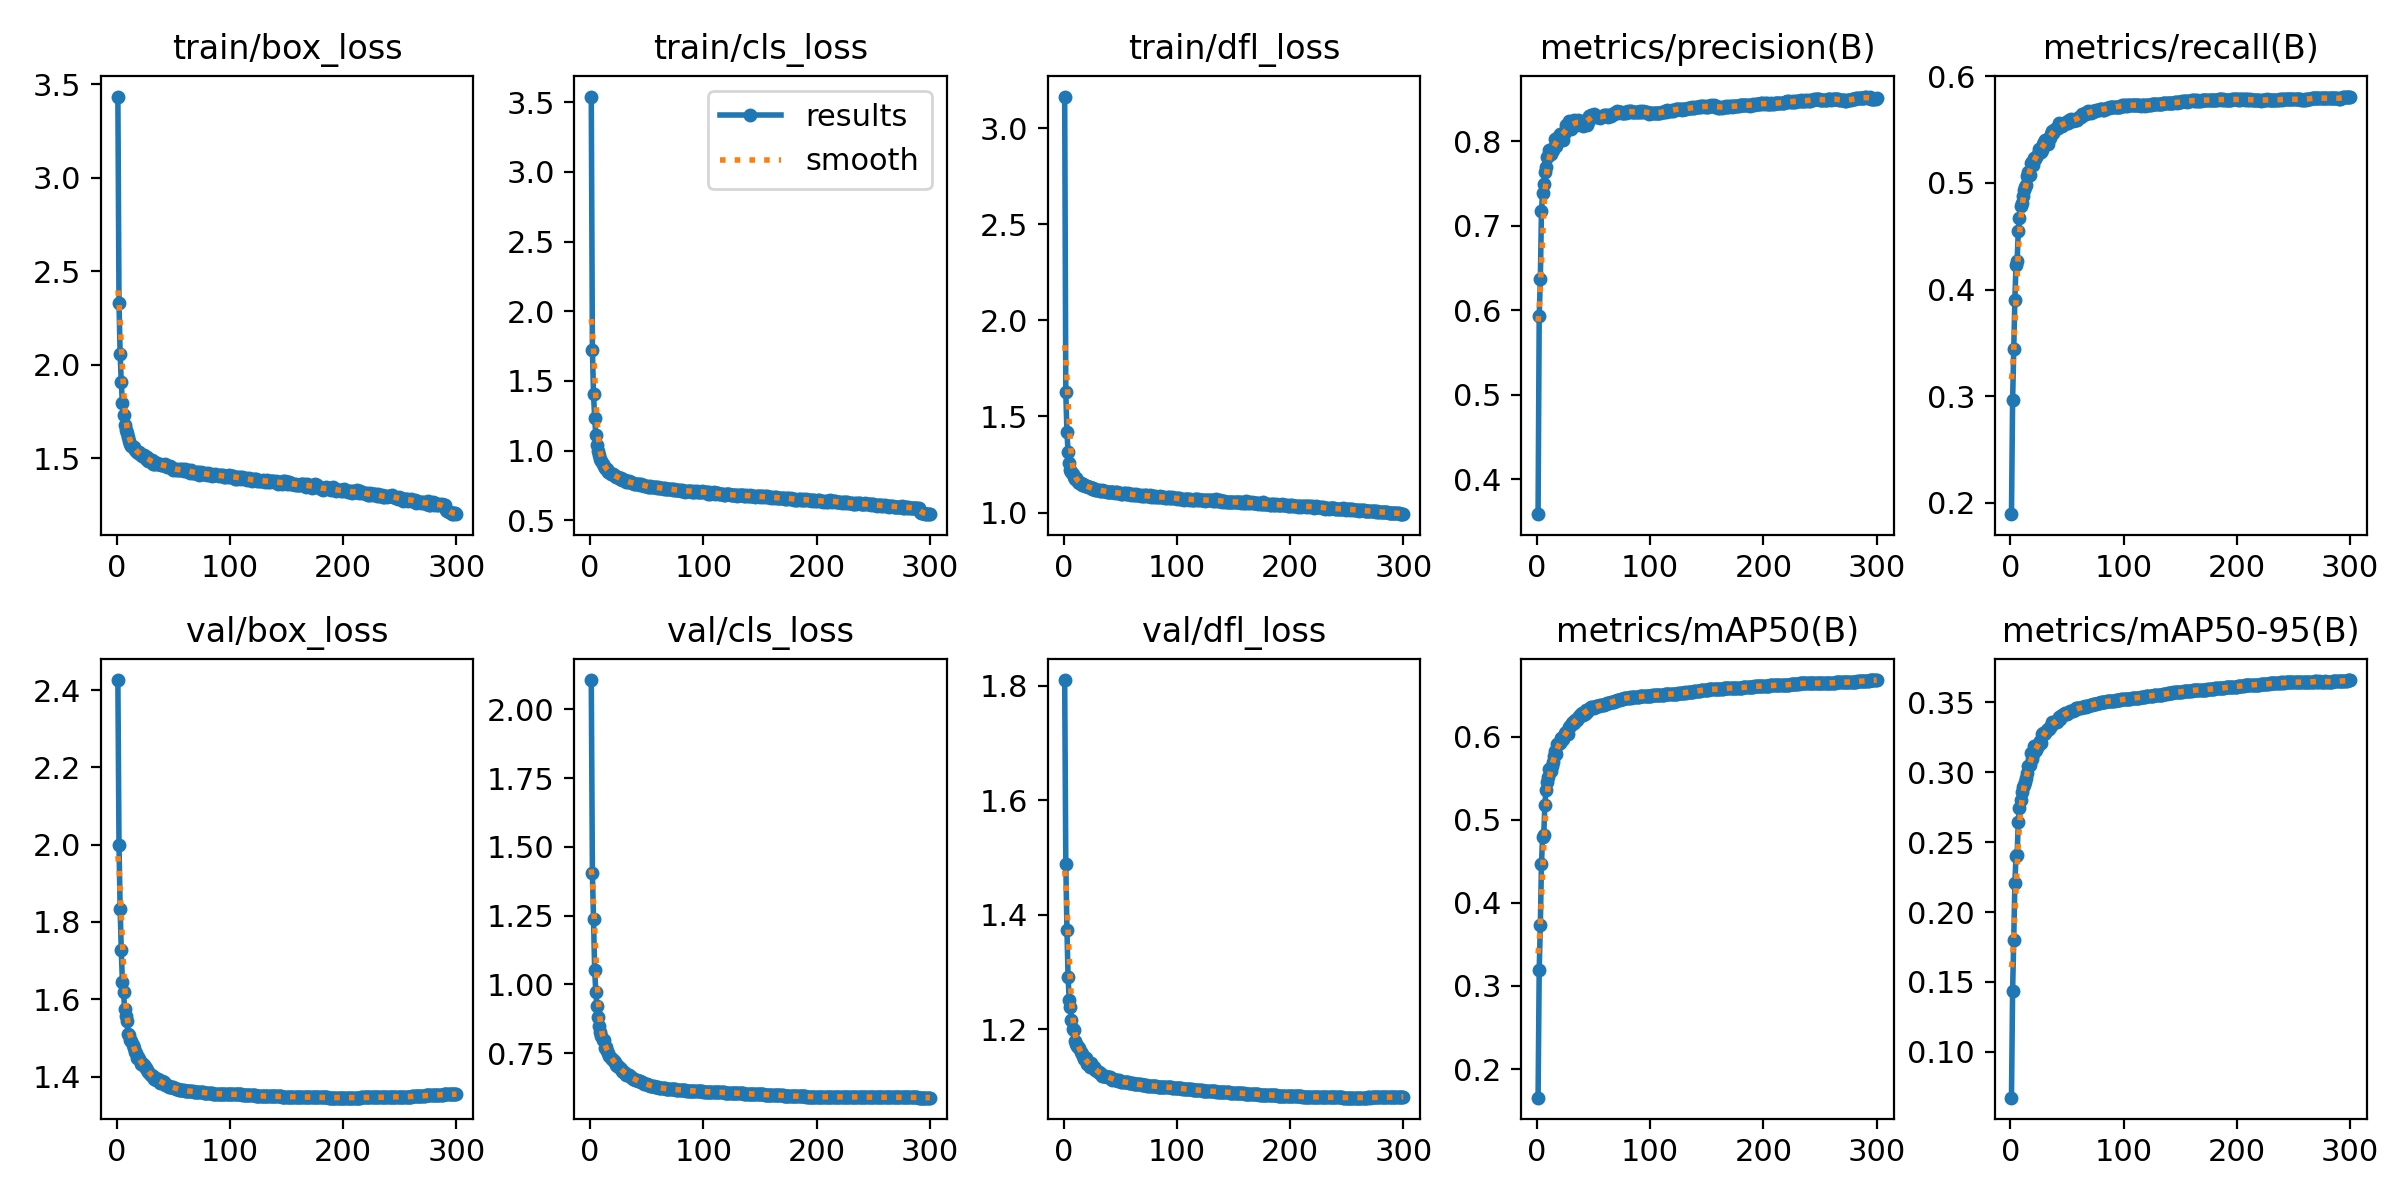 train/box_loss
3.5
3.0
2.5
2.0
1.5
0 100 200 300
train/cls_loss
results
smooth
3.5
3.0
2.5
2.0
1.5
1.0
0.5
0 100 200 300
train/dfl_loss
3.0
2.5
2.0
1.5
1.0
0 100 200 300
metrics/precision(B)
0.8
0.7
0.6
0.5
0.4
0 100 200 300
metrics/recall(B)
0.6
0.5
0.4
0.3
0.2
0 100 200 300
val/box_loss
2.4
2.2
2.0
1.8
1.6
1.4
0 100 200 300
val/cls_loss
2.00
1.75
1.50
1.25
1.00
0.75
0 100 200 300
val/dfl_loss
1.8
1.6
1.4
1.2
0 100 200 300
metrics/mAP50(B)
0.6
0.5
0.4
0.3
0.2
0 100 200 300
metrics/mAP50-95(B)
0.35
0.30
0.25
0.20
0.15
0.10
0 100 200 300